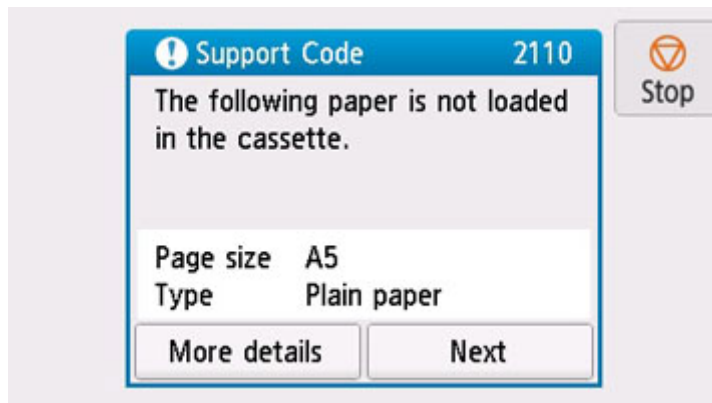 Support Code 2110
Stop
The following paper is not loaded
in the cassette.
Page size A5
Type Plain paper
More details Next